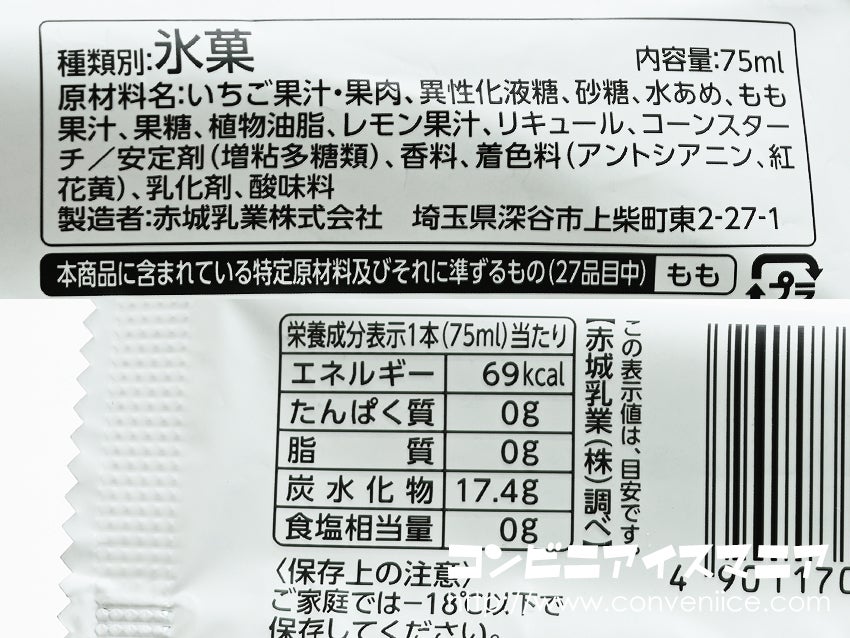 種類別:氷菓 内容量:75ml
原材料名:いちご果汁・果肉、異性化液糖、砂糖、水あめ、もも
果汁、果糖、植物油脂、レモン果汁、リキュール、コーンスター
チ／安定剤(増粘多糖類)、香料、着色料(アントシアニン、紅
花黄)、乳化剤、酸味料
製造者:赤城乳業株式会社 埼玉県深谷市上柴町東2-27-1
本商品に含まれている特定原材料及びそれに準ずるもの(27品目中) もも
プラ
栄養成分表示1本(75ml)当たり
エネルギー 69kcal
たんぱく質 0g
脂質 0g
炭水化物 17.4g
食塩相当量 0g
この表示値は、目安です。
【赤城乳業(株)調べ】
〈保存上の注意〉
ご家庭では−18℃以下で
保存してください。
4 901170
コンビニアイスマニア
http://www.conveniice.com